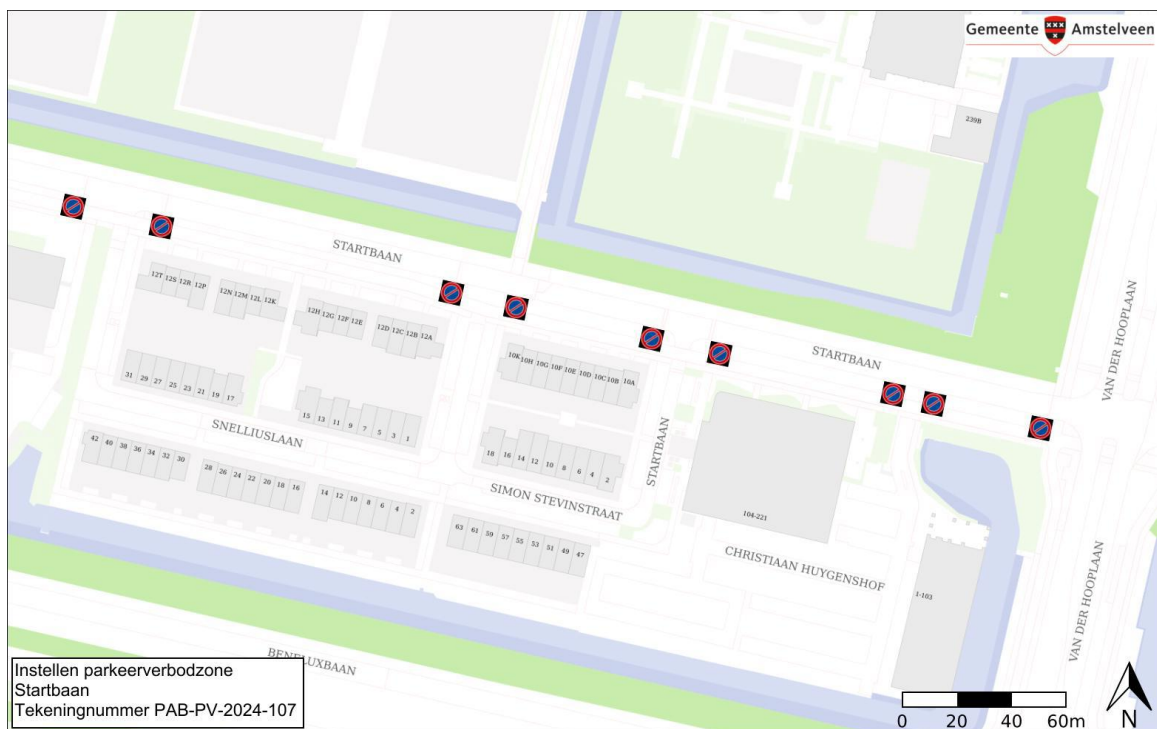 Gemeente Amstelveen
239B
STARTBAAN
VAN DER HOOPLAAN
12T 12S 12R 12P
12N 12M 12L 12K
12H 12G 12F 12E
12D 12C 12B 12A
STARTBAAN
10K 10H 10G 10F 10E 10D 10C 10B 10A
31 29 27 25 23 21 19 17
15 13 11 9 7 5 3 1
SNELLIUSLAAN
STARTBAAN
42 40 38 36 34 32 30
28 26 24 22 20 18 16
14 12 10 8 6 4 2
18 16 14 12 10 8 6 4 2
SIMON STEVINSTRAAT
63 61 59 57 55 53 51 49 47
104-221
CHRISTIAAN HUYGENSHOF
1-103
VAN DER HOOPLAAN
BENELUXBAAN
Instellen parkeerverbodzone
Startbaan
Tekeningnummer PAB-PV-2024-107
0 20 40 60m
N